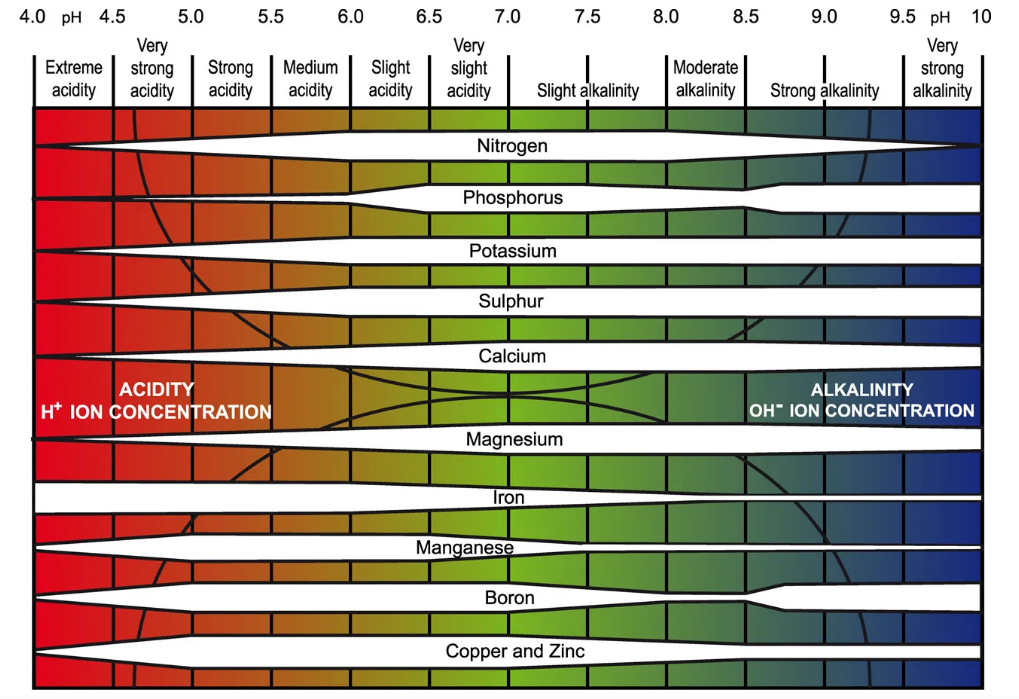 4.0 pH 4.5 5.0 5.5 6.0 6.5 7.0 7.5 8.0 8.5 9.0 9.5 pH 10
Extreme
acidity
Very
strong
acidity
Strong
acidity
Medium
acidity
Slight
acidity
Very
slight
acidity
Slight alkalinity
Moderate
alkalinity
Strong alkalinity
Very
strong
alkalinity
Nitrogen
Phosphorus
Potassium
Sulphur
Calcium
ACIDITY
H⁺ ION CONCENTRATION
ALKALINITY
OH⁻ ION CONCENTRATION
Magnesium
Iron
Manganese
Boron
Copper and Zinc